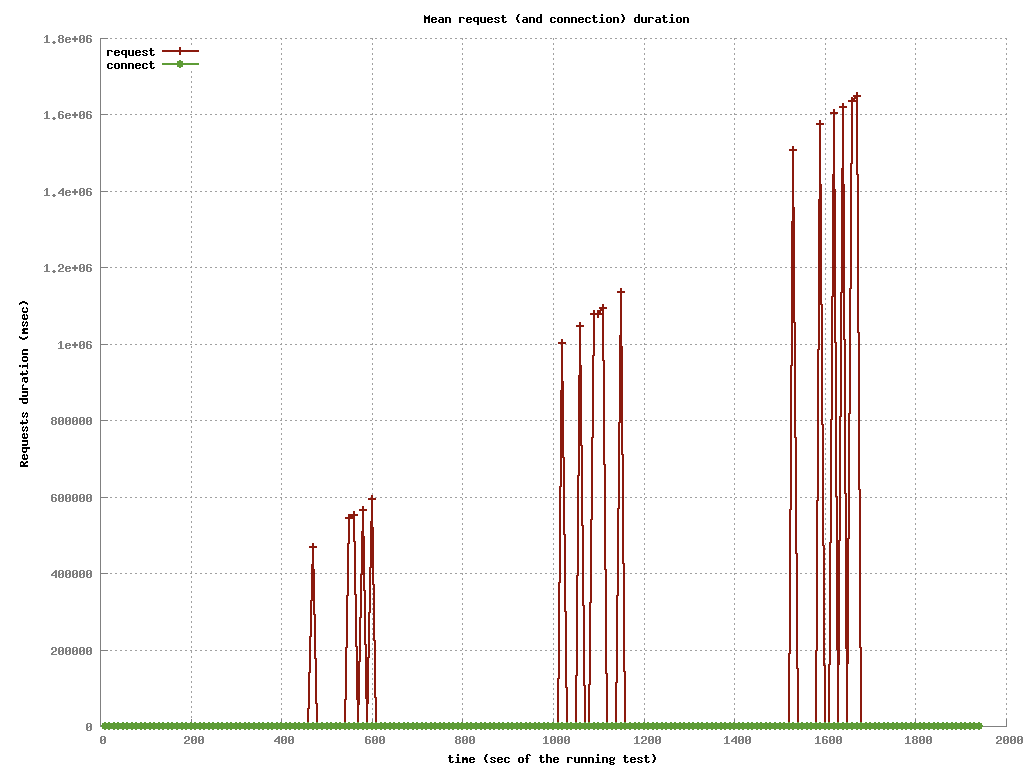 Mean request (and connection) duration
1.8e+06
request
connect
1.6e+06
1.4e+06
1.2e+06
1e+06
800000
600000
400000
200000
0
Requests duration (msec)
0 200 400 600 800 1000 1200 1400 1600 1800 2000
time (sec of the running test)